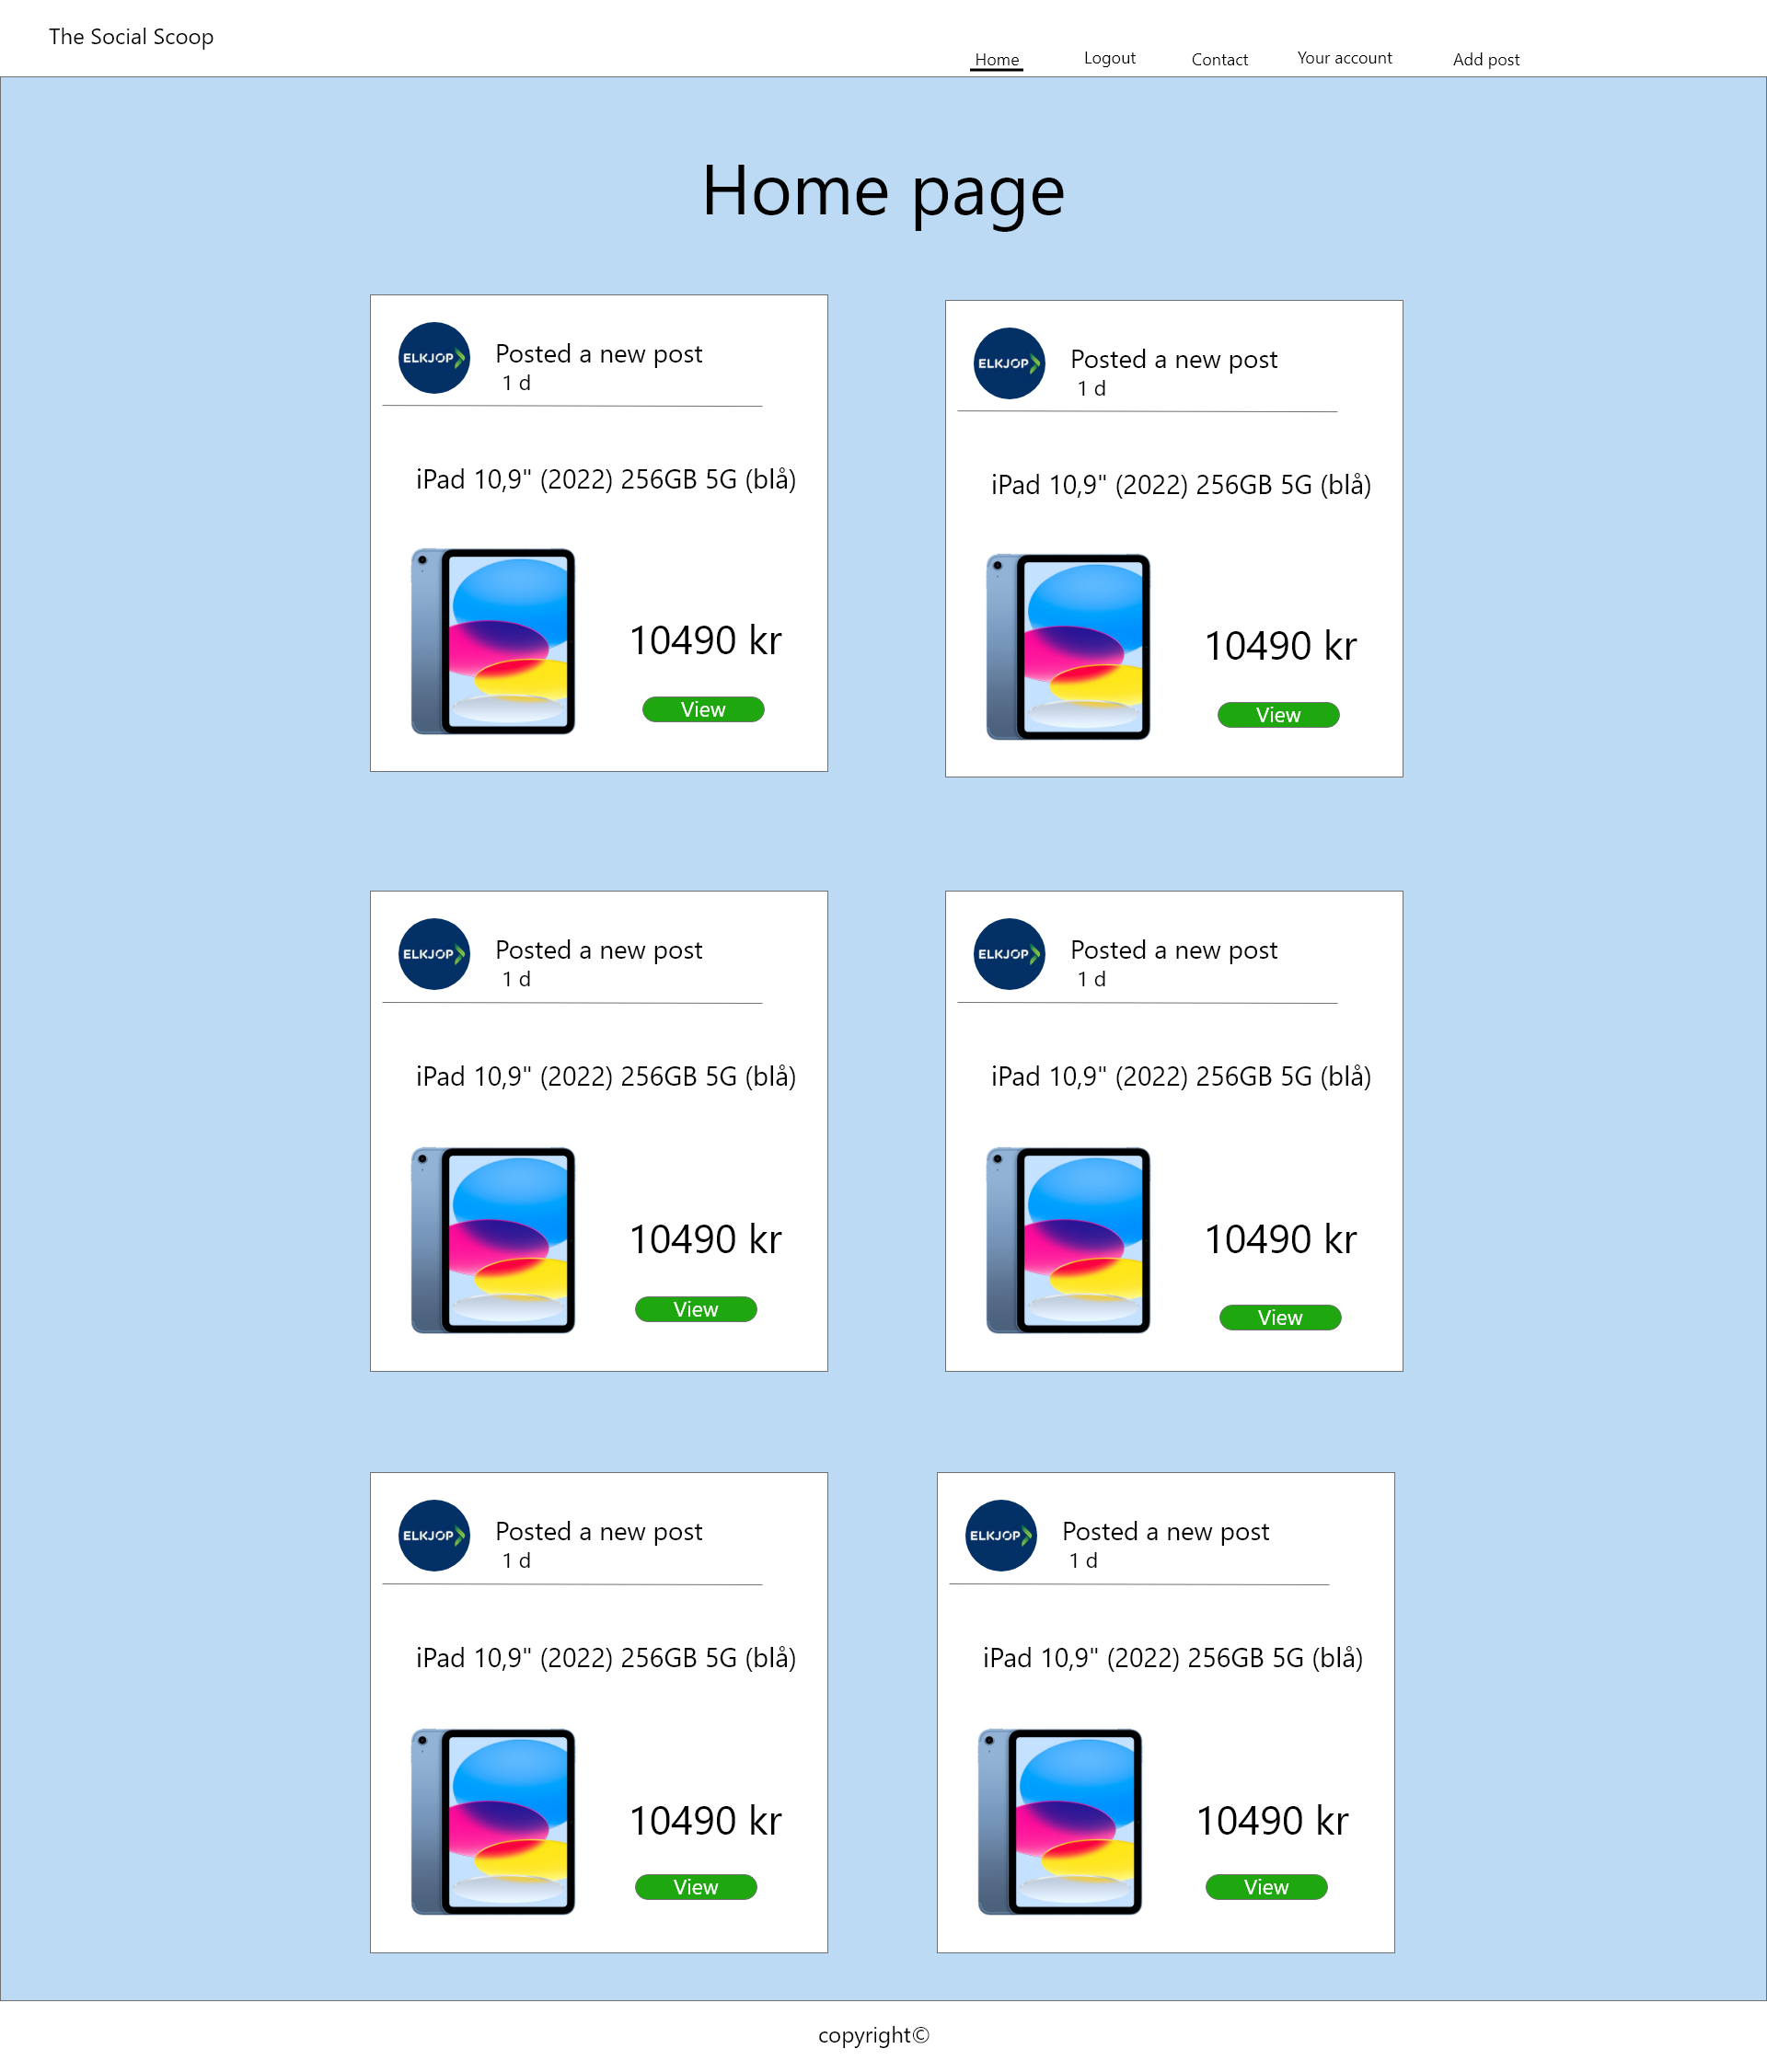 The Social Scoop
Home Logout Contact Your account Add post
Home page
ELKJOP
Posted a new post
1 d
iPad 10,9" (2022) 256GB 5G (blå)
10490 kr
View
ELKJOP
Posted a new post
1 d
iPad 10,9" (2022) 256GB 5G (blå)
10490 kr
View
ELKJOP
Posted a new post
1 d
iPad 10,9" (2022) 256GB 5G (blå)
10490 kr
View
ELKJOP
Posted a new post
1 d
iPad 10,9" (2022) 256GB 5G (blå)
10490 kr
View
ELKJOP
Posted a new post
1 d
iPad 10,9" (2022) 256GB 5G (blå)
10490 kr
View
ELKJOP
Posted a new post
1 d
iPad 10,9" (2022) 256GB 5G (blå)
10490 kr
View
copyright©